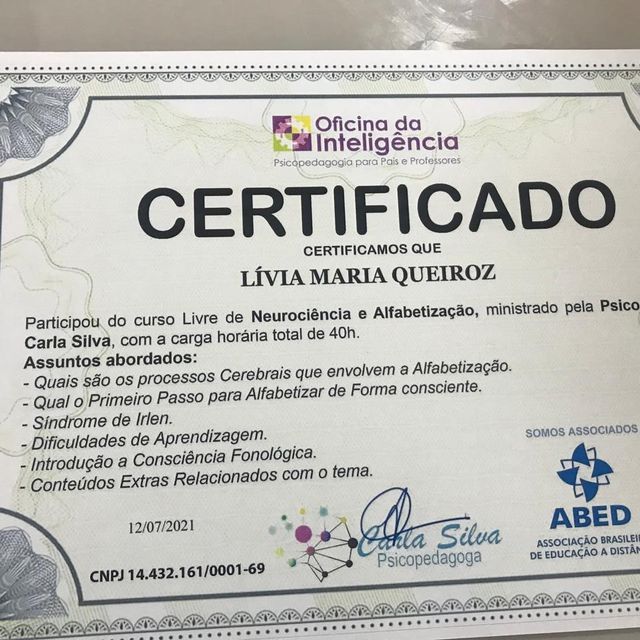 Oficina da
Inteligência
Psicopedagogia para Pais e Professores
CERTIFICADO
CERTIFICAMOS QUE
LÍVIA MARIA QUEIROZ
Participou do curso Livre de Neurociência e Alfabetização, ministrado pela Psico
Carla Silva, com a carga horária total de 40h.
Assuntos abordados:
- Quais são os processos Cerebrais que envolvem a Alfabetização.
- Qual o Primeiro Passo para Alfabetizar de Forma consciente.
- Síndrome de Irlen.
- Dificuldades de Aprendizagem.
- Introdução a Consciência Fonológica.
- Conteúdos Extras Relacionados com o tema.
SOMOS ASSOCIADOS
ABED
ASSOCIAÇÃO BRASILEI
DE EDUCAÇÃO A DISTÂN
12/07/2021
Carla Silva
Psicopedagoga
CNPJ 14.432.161/0001-69